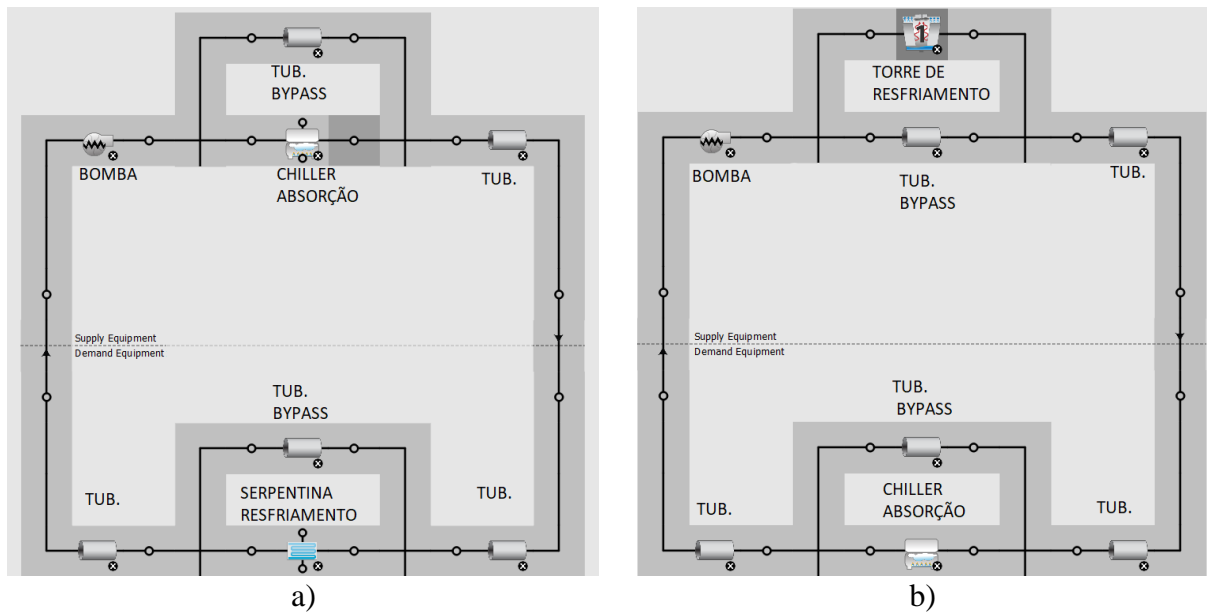 TUB.
BYPASS
BOMBA
CHILLER
ABSORÇÃO
TUB.
Supply Equipment
Demand Equipment
TUB.
BYPASS
TUB.
SERPENTINA
RESFRIAMENTO
TUB.
a)
1
TORRE DE
RESFRIAMENTO
BOMBA
TUB.
BYPASS
TUB.
Supply Equipment
Demand Equipment
TUB.
BYPASS
TUB.
CHILLER
ABSORÇÃO
TUB.
b)